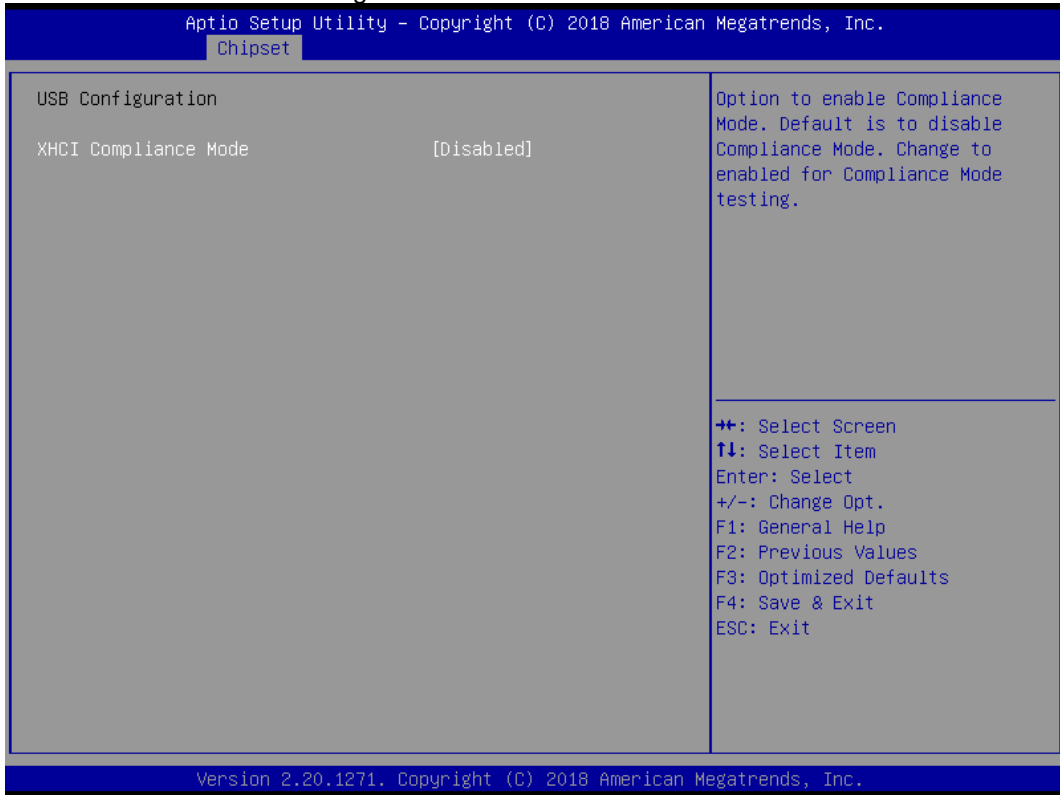 Aptio Setup Utility – Copyright (C) 2018 American Megatrends, Inc.
Chipset
USB Configuration
XHCI Compliance Mode [Disabled]
Option to enable Compliance
Mode. Default is to disable
Compliance Mode. Change to
enabled for Compliance Mode
testing.
→←: Select Screen
↑↓: Select Item
Enter: Select
+/-: Change Opt.
F1: General Help
F2: Previous Values
F3: Optimized Defaults
F4: Save & Exit
ESC: Exit
Version 2.20.1271. Copyright (C) 2018 American Megatrends, Inc.